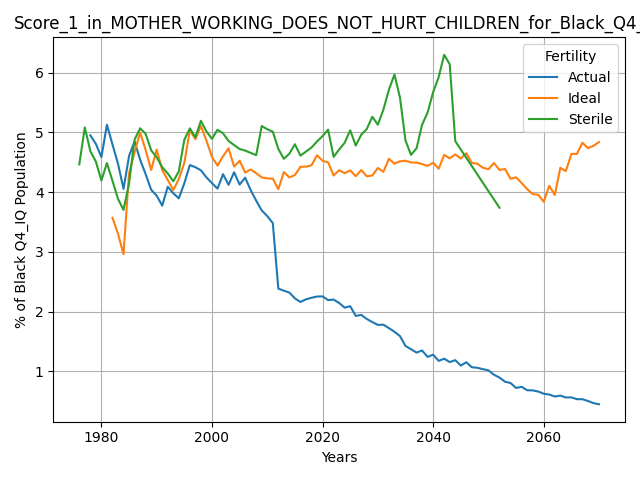 Score_1_in_MOTHER_WORKING_DOES_NOT_HURT_CHILDREN_for_Black_Q4_
% of Black Q4_IQ Population
6
5
4
3
2
1
Fertility
Actual
Ideal
Sterile
1980
2000
2020
2040
2060
Years